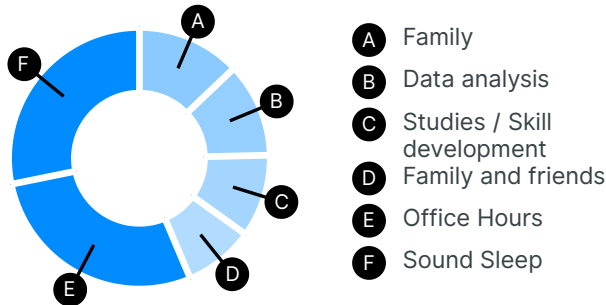 A
F
B
C
D
E
A Family
B Data analysis
C Studies / Skill
development
D Family and friends
E Office Hours
F Sound Sleep